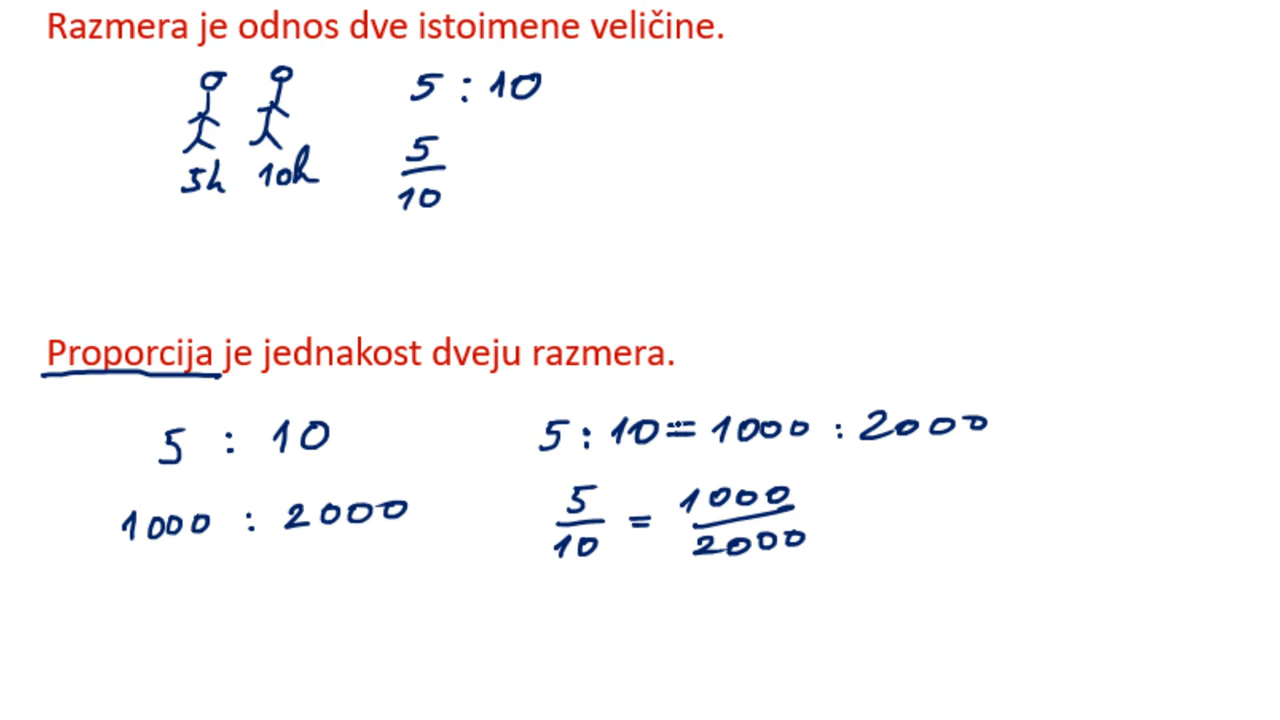 Razmera je odnos dve istoimene veličine.
5 : 10
5
10
5h 10h
Proporcija je jednakost dveju razmera.
5 : 10
1000 : 2000
5 : 10 = 1000 : 2000
5/10 = 1000/2000